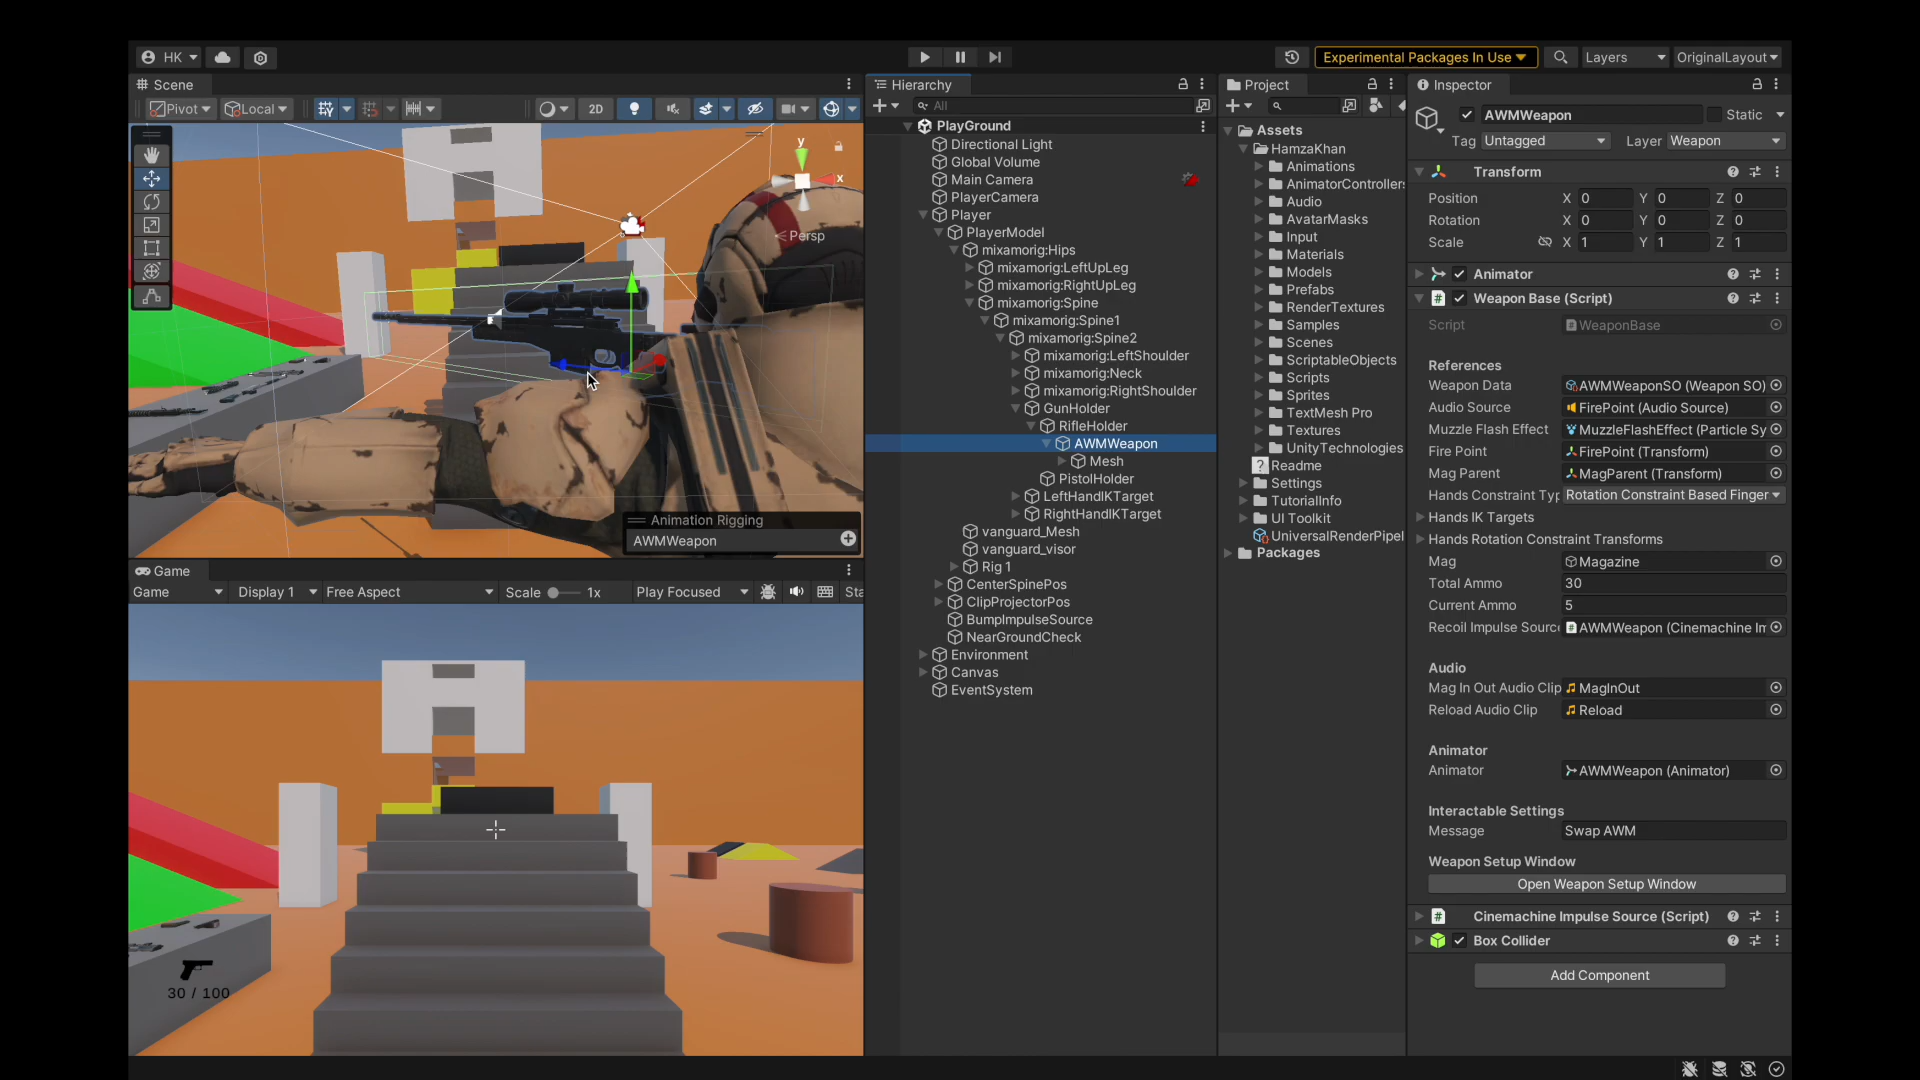 HK
Experimental Packages In Use
Layers
OriginalLayout
Scene
Pivot
Local
2D
y
x
Persp
Animation Rigging
AWMWeapon
Game
Game
Display 1
Free Aspect
Scale
1x
Play Focused
Sta
30 / 100
Hierarchy
All
PlayGround
Directional Light
Global Volume
Main Camera
PlayerCamera
Player
PlayerModel
mixamorig:Hips
mixamorig:LeftUpLeg
mixamorig:RightUpLeg
mixamorig:Spine
mixamorig:Spine1
mixamorig:Spine2
mixamorig:LeftShoulder
mixamorig:Neck
mixamorig:RightShoulder
GunHolder
RifleHolder
AWMWeapon
Mesh
PistolHolder
LeftHandIKTarget
RightHandIKTarget
vanguard_Mesh
vanguard_visor
Rig 1
CenterSpinePos
ClipProjectorPos
BumpImpulseSource
NearGroundCheck
Environment
Canvas
EventSystem
Project
Assets
HamzaKhan
Animations
AnimatorControllers
Audio
AvatarMasks
Input
Materials
Models
Prefabs
RenderTextures
Samples
Scenes
ScriptableObjects
Scripts
Sprites
TextMesh Pro
Textures
UnityTechnologies
Readme
Settings
TutorialInfo
UI Toolkit
UniversalRenderPipel
Packages
Inspector
AWMWeapon
Static
Tag Untagged
Layer Weapon
Transform
Position X 0 Y 0 Z 0
Rotation X 0 Y 0 Z 0
Scale X 1 Y 1 Z 1
Animator
Weapon Base (Script)
Script WeaponBase
References
Weapon Data AWMWeaponSO (Weapon SO)
Audio Source FirePoint (Audio Source)
Muzzle Flash Effect MuzzleFlashEffect (Particle Sy
Fire Point FirePoint (Transform)
Mag Parent MagParent (Transform)
Hands Constraint Typ Rotation Constraint Based Finger
Hands IK Targets
Hands Rotation Constraint Transforms
Mag Magazine
Total Ammo 30
Current Ammo 5
Recoil Impulse Source AWMWeapon (Cinemachine Im
Audio
Mag In Out Audio Clip MagInOut
Reload Audio Clip Reload
Animator
Animator AWMWeapon (Animator)
Interactable Settings
Message Swap AWM
Weapon Setup Window
Open Weapon Setup Window
Cinemachine Impulse Source (Script)
Box Collider
Add Component